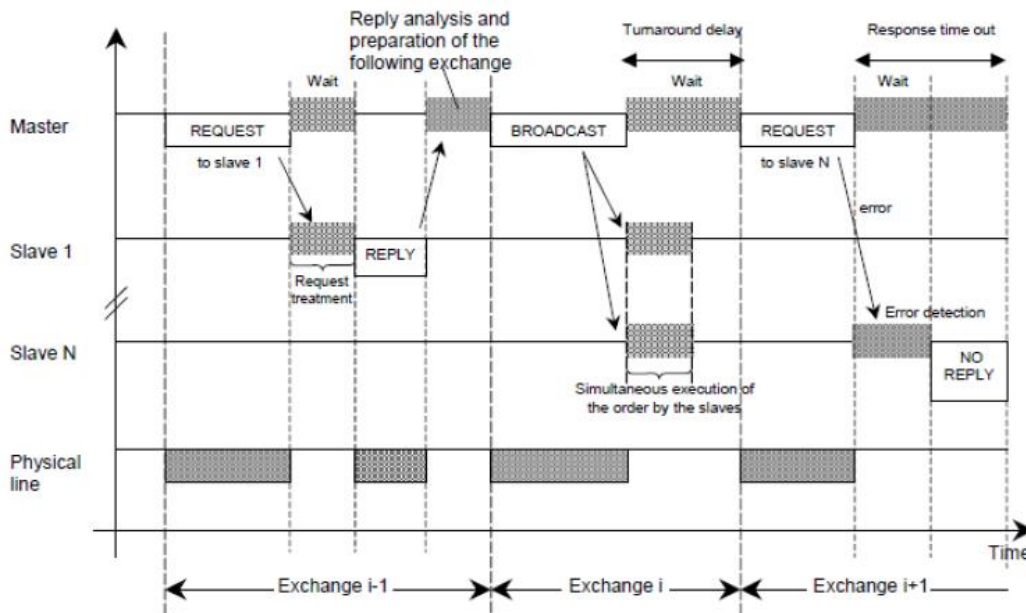 Reply analysis and
preparation of the
following exchange
Turnaround delay
Response time out
Wait
Wait
Wait
Master
REQUEST
BROADCAST
REQUEST
to slave 1
to slave N
error
Slave 1
REPLY
Request
treatment
Error detection
Slave N
NO
REPLY
Simultaneous execution of
the order by the slaves
Physical
line
Time
Exchange i-1
Exchange i
Exchange i+1